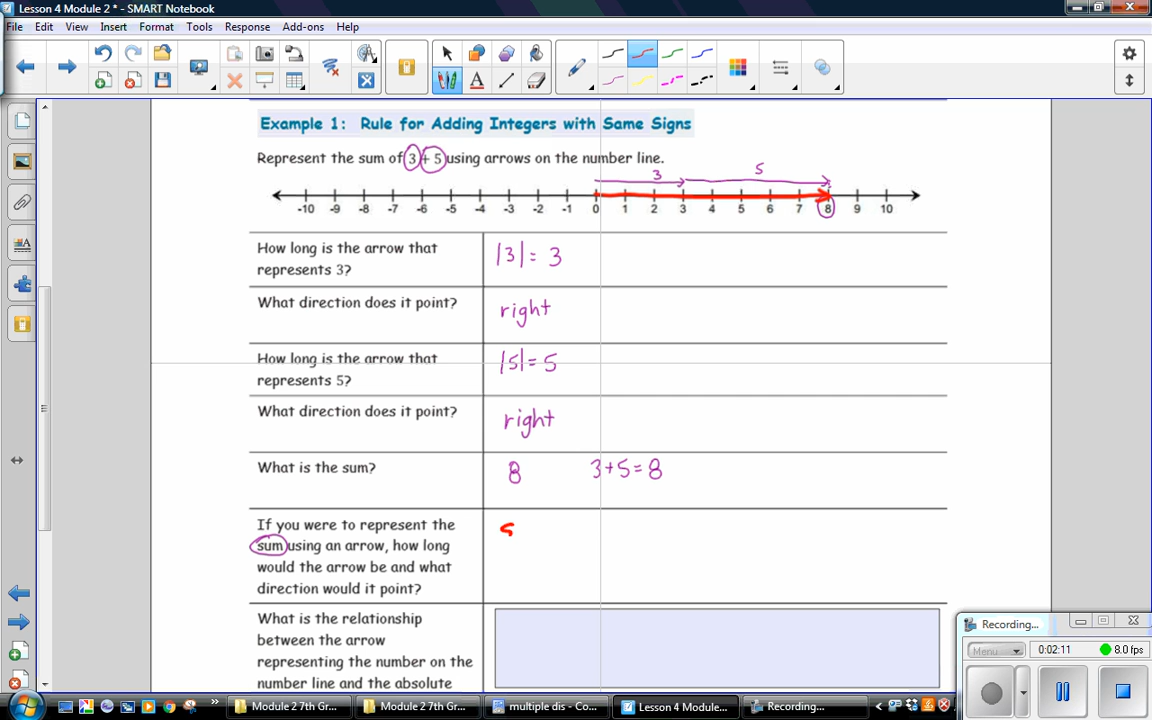 Lesson 4 Module 2 * - SMART Notebook
File Edit View Insert Format Tools Response Add-ons Help
Example 1: Rule for Adding Integers with Same Signs
Represent the sum of 3 + 5 using arrows on the number line.
3 5
-10 -9 -8 -7 -6 -5 -4 -3 -2 -1 0 1 2 3 4 5 6 7 8 9 10
How long is the arrow that
represents 3?
|3| = 3
What direction does it point?
right
How long is the arrow that
represents 5?
|5| = 5
What direction does it point?
right
What is the sum?
8 3+5=8
If you were to represent the
sum using an arrow, how long
would the arrow be and what
direction would it point?
What is the relationship
between the arrow
representing the number on the
number line and the absolute
Recording...
Menu
0:02:11
8.0 fps
Module 2 7th Gr...
Module 2 7th Gr...
multiple dis - Co...
Lesson 4 Module...
Recording...